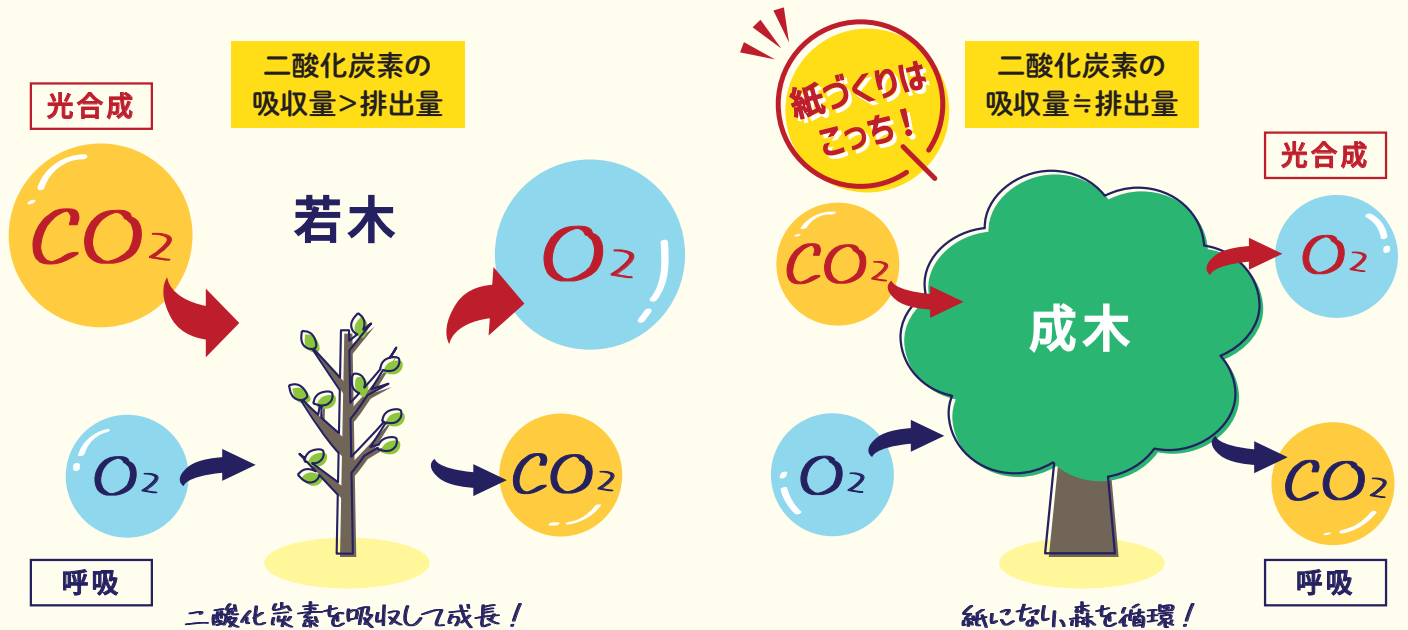 二酸化炭素の
吸収量>排出量
光合成
CO2
若木
O2
O2
CO2
呼吸
二酸化炭素を吸収して成長!
紙づくりは
こっち!
二酸化炭素の
吸収量≒排出量
光合成
CO2
O2
成木
O2
CO2
呼吸
紙になり、森を循環!